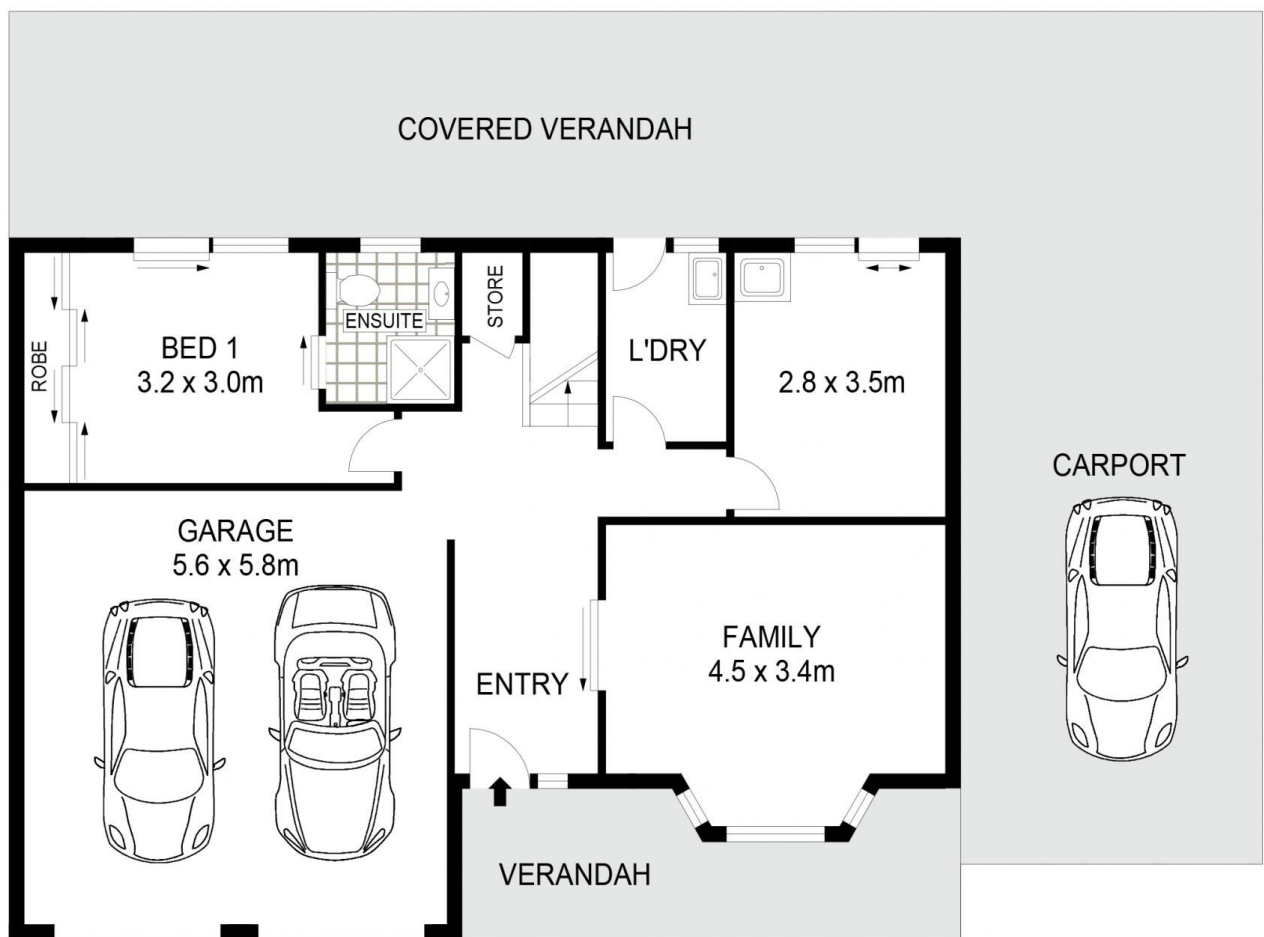 COVERED VERANDAH
STORE
ENSUITE
BED 1
3.2 x 3.0m
ROBE
L'DRY
2.8 x 3.5m
CARPORT
GARAGE
5.6 x 5.8m
FAMILY
4.5 x 3.4m
ENTRY
VERANDAH